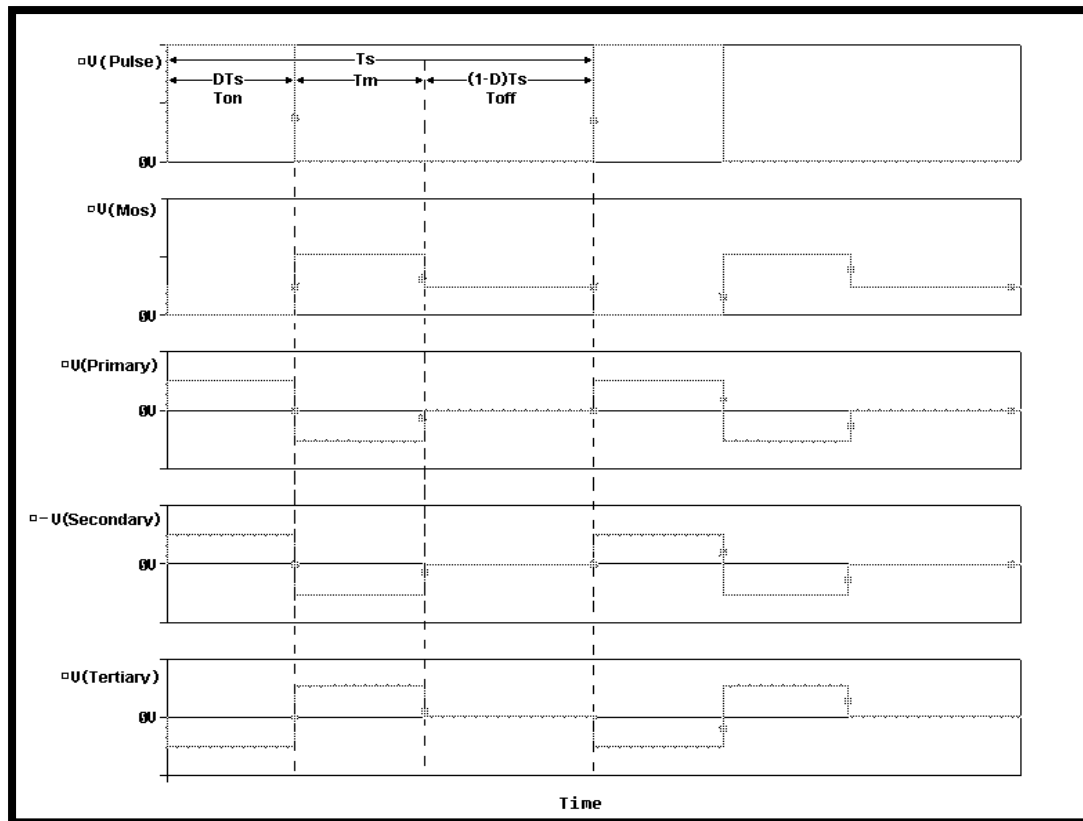 V(Pulse)
Ts
DTs
Tm
(1-D)Ts
Ton
Toff
0V
V(Mos)
0V
V(Primary)
0V
-V(Secondary)
0V
V(Tertiary)
0V
Time